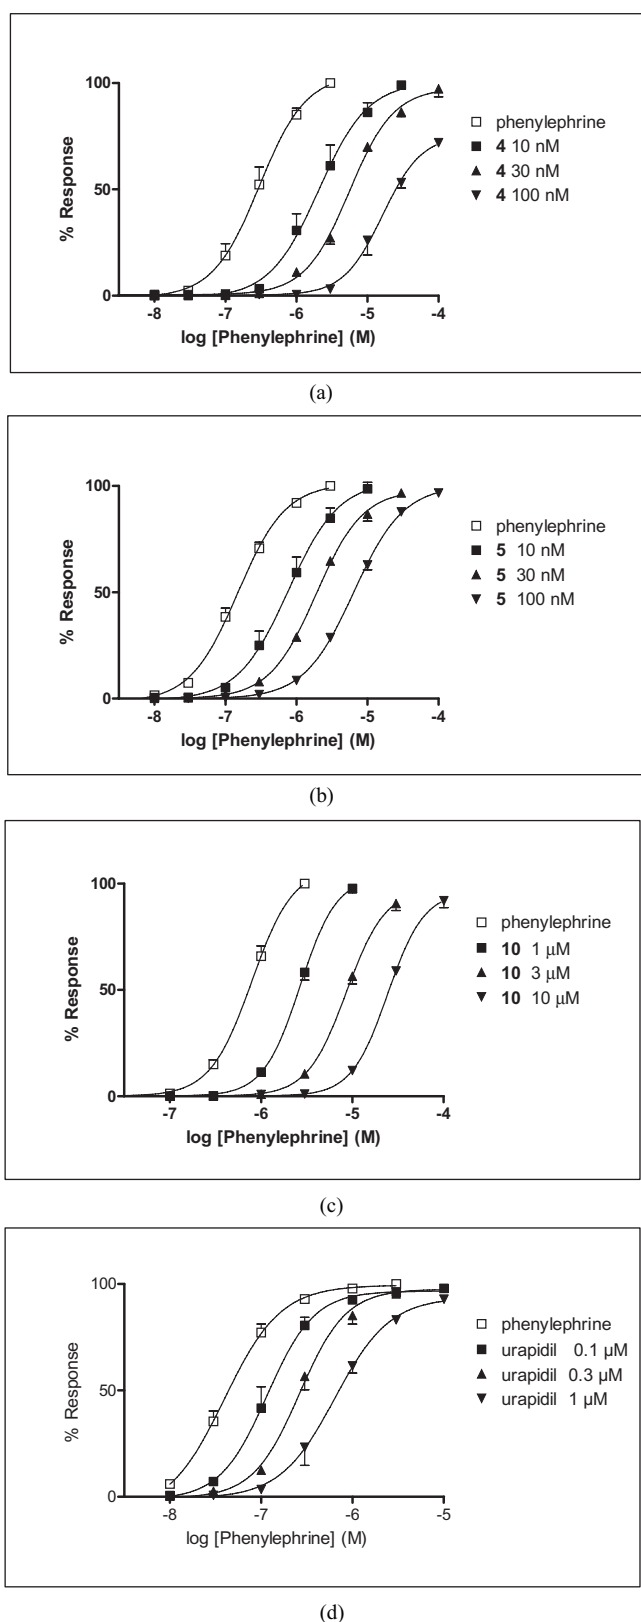 100
50
0
% Response
-8 -7 -6 -5 -4
log [Phenylephrine] (M)
phenylephrine
4 10 nM
4 30 nM
4 100 nM
(a)
100
50
0
% Response
-8 -7 -6 -5 -4
log [Phenylephrine] (M)
phenylephrine
5 10 nM
5 30 nM
5 100 nM
(b)
100
50
0
% Response
-7 -6 -5 -4
log [Phenylephrine] (M)
phenylephrine
10 1 μM
10 3 μM
10 10 μM
(c)
100
50
0
% Response
-8 -7 -6 -5
log [Phenylephrine] (M)
phenylephrine
urapidil 0.1 μM
urapidil 0.3 μM
urapidil 1 μM
(d)